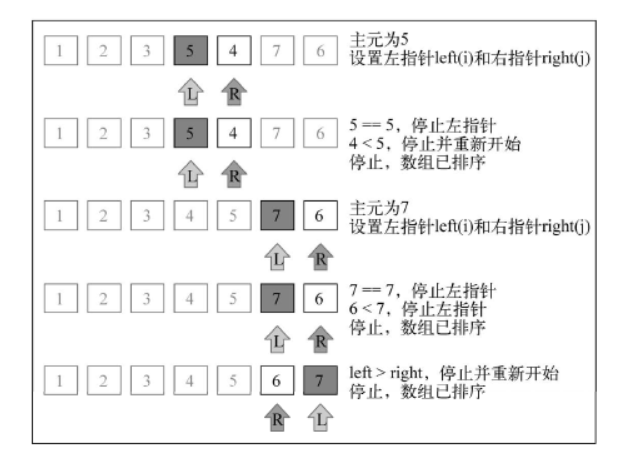 1 2 3 5 4 7 6 主元为5
设置左指针left(i)和右指针right(j)
L R
1 2 3 5 4 7 6 5 == 5，停止左指针
4 < 5，停止并重新开始
停止，数组已排序
L R
1 2 3 4 5 7 6 主元为7
设置左指针left(i)和右指针right(j)
L R
1 2 3 4 5 7 6 7 == 7，停止左指针
6 < 7，停止左指针
停止，数组已排序
L R
1 2 3 4 5 6 7 left > right，停止并重新开始
停止，数组已排序
R L